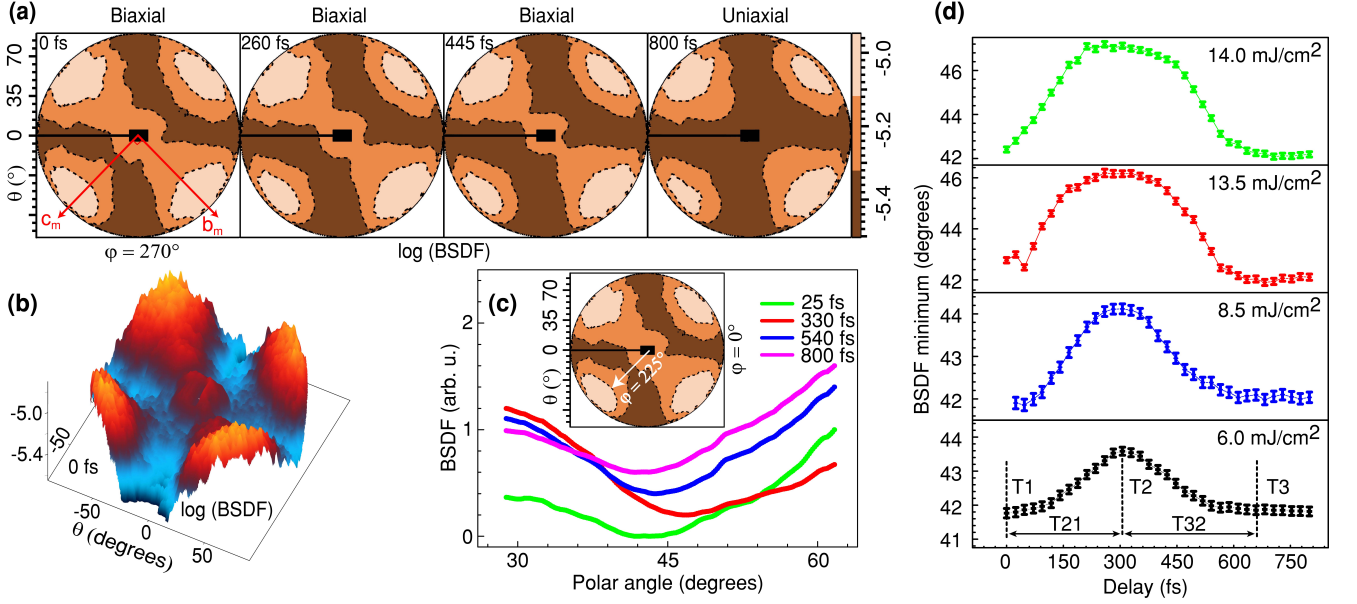 (a)
Biaxial
Biaxial
Biaxial
Uniaxial
0 fs
260 fs
445 fs
800 fs
70
35
0
θ (°)
c_m
b_m
-5.0
-5.2
-5.4
φ = 270°
log (BSDF)
(b)
-5.0
-5.4
-50
0 fs
-50
0
50
θ (degrees)
log (BSDF)
(c)
2
1
0
BSDF (arb. u.)
30
45
60
Polar angle (degrees)
70
35
0
θ (°)
φ = 225°
φ = 0°
25 fs
330 fs
540 fs
800 fs
(d)
BSDF minimum (degrees)
14.0 mJ/cm²
46
44
42
13.5 mJ/cm²
46
44
42
8.5 mJ/cm²
44
43
42
6.0 mJ/cm²
44
43
42
41
T1
T2
T3
T21
T32
0
150
300
450
600
750
Delay (fs)